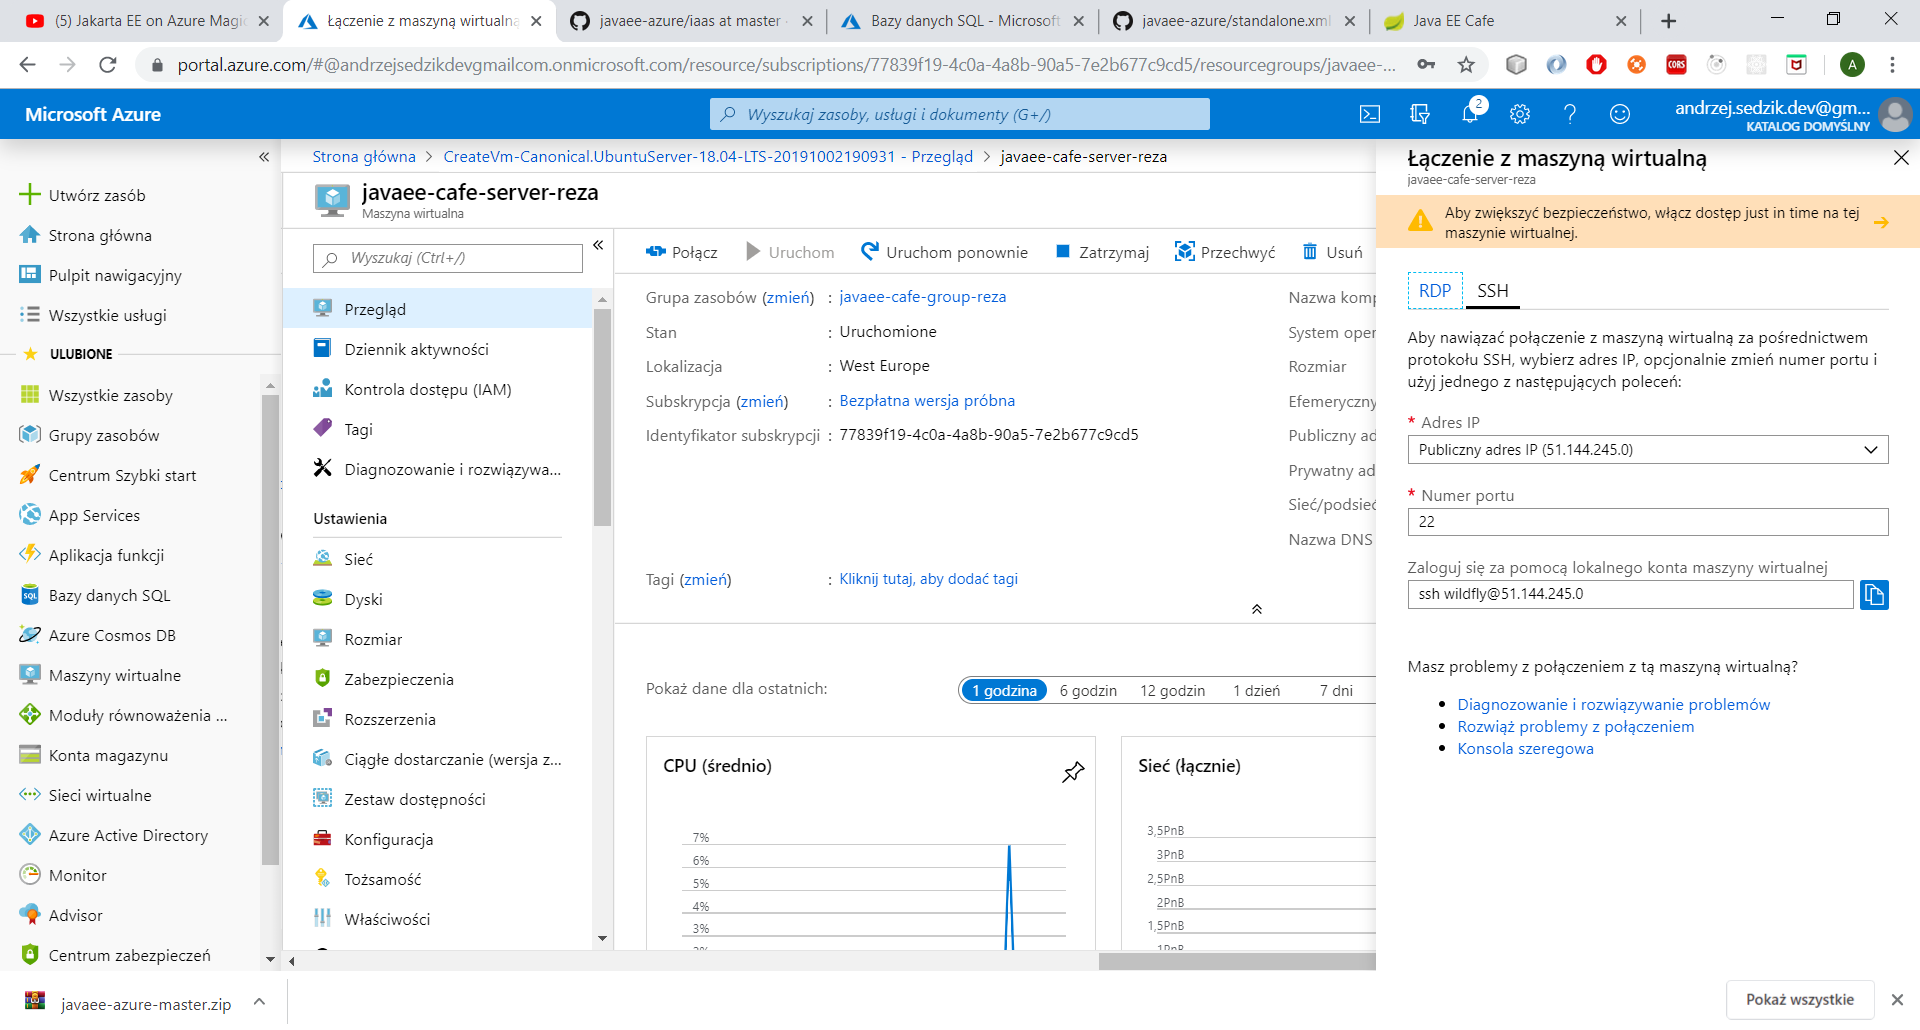 (5) Jakarta EE on Azure Magic
Łączenie z maszyną wirtualną
javaee-azure/iaas at master
Bazy danych SQL - Microsoft
javaee-azure/standalone.xml
Java EE Cafe
portal.azure.com/#@andrzejsedzikdevgmailcom.onmicrosoft.com/resource/subscriptions/77839f19-4c0a-4a8b-90a5-7e2b677c9cd5/resourcegroups/javaee-...
CORS
A
Microsoft Azure
Wyszukaj zasoby, usługi i dokumenty (G+/)
2
andrzej.sedzik.dev@gm...
KATALOG DOMYŚLNY
Utwórz zasób
Strona główna
Pulpit nawigacyjny
Wszystkie usługi
ULUBIONE
Wszystkie zasoby
Grupy zasobów
Centrum Szybki start
App Services
Aplikacja funkcji
SQL
Bazy danych SQL
Azure Cosmos DB
Maszyny wirtualne
Moduły równoważenia ...
Konta magazynu
Sieci wirtualne
Azure Active Directory
Monitor
Advisor
Centrum zabezpieczeń
Strona główna > CreateVm-Canonical.UbuntuServer-18.04-LTS-20191002190931 - Przegląd > javaee-cafe-server-reza
javaee-cafe-server-reza
Maszyna wirtualna
Wyszukaj (Ctrl+/)
Przegląd
Dziennik aktywności
Kontrola dostępu (IAM)
Tagi
Diagnozowanie i rozwiązywa...
Ustawienia
Sieć
Dyski
Rozmiar
Zabezpieczenia
Rozszerzenia
Ciągłe dostarczanie (wersja z...
Zestaw dostępności
Konfiguracja
Tożsamość
Właściwości
Połącz
Uruchom
Uruchom ponownie
Zatrzymaj
Przechwyć
Usuń
Grupa zasobów (zmień) : javaee-cafe-group-reza
Stan : Uruchomione
Lokalizacja : West Europe
Subskrypcja (zmień) : Bezpłatna wersja próbna
Identyfikator subskrypcji : 77839f19-4c0a-4a8b-90a5-7e2b677c9cd5
Tagi (zmień) : Kliknij tutaj, aby dodać tagi
Nazwa komp
System oper
Rozmiar
Efemeryczny
Publiczny ad
Prywatny ad
Sieć/podsieć
Nazwa DNS
Pokaż dane dla ostatnich:
1 godzina
6 godzin
12 godzin
1 dzień
7 dni
CPU (średnio)
7%
6%
5%
4%
3%
Sieć (łącznie)
3,5PnB
3PnB
2,5PnB
2PnB
1,5PnB
1PnB
Łączenie z maszyną wirtualną
javaee-cafe-server-reza
Aby zwiększyć bezpieczeństwo, włącz dostęp just in time na tej
maszynie wirtualnej.
RDP
SSH
Aby nawiązać połączenie z maszyną wirtualną za pośrednictwem
protokołu SSH, wybierz adres IP, opcjonalnie zmień numer portu i
użyj jednego z następujących poleceń:
* Adres IP
Publiczny adres IP (51.144.245.0)
* Numer portu
22
Zaloguj się za pomocą lokalnego konta maszyny wirtualnej
ssh wildfly@51.144.245.0
Masz problemy z połączeniem z tą maszyną wirtualną?
Diagnozowanie i rozwiązywanie problemów
Rozwiąż problemy z połączeniem
Konsola szeregowa
javaee-azure-master.zip
Pokaż wszystkie